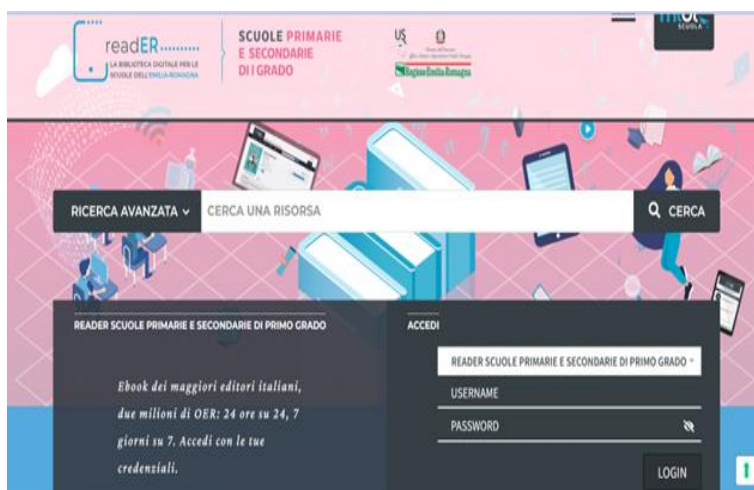 readER
LA BIBLIOTECA DIGITALE PER LE
SCUOLE DELL'EMILIA-ROMAGNA
SCUOLE PRIMARIE
E SECONDARIE
DI I GRADO
US
Regione Emilia-Romagna
SCUOLA
RICERCA AVANZATA
CERCA UNA RISORSA
CERCA
READER SCUOLE PRIMARIE E SECONDARIE DI PRIMO GRADO
Ebook dei maggiori editori italiani,
due milioni di OER: 24 ore su 24, 7
giorni su 7. Accedi con le tue
credenziali.
ACCEDI
READER SCUOLE PRIMARIE E SECONDARIE DI PRIMO GRADO
USERNAME
PASSWORD
LOGIN